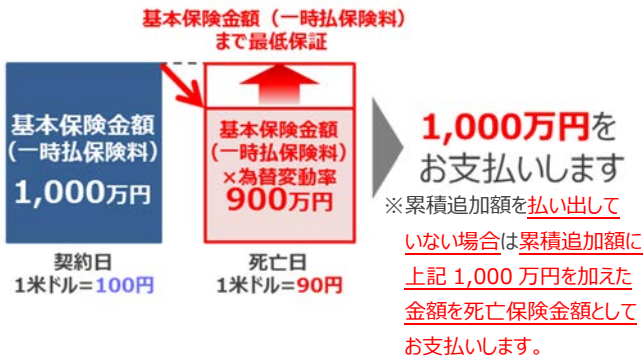 基本保険金額（一時払保険料）
まで最低保証
基本保険金額
（一時払保険料）
1,000万円
基本保険金額
（一時払保険料）
×為替変動率
900万円
契約日
1米ドル=100円
死亡日
1米ドル=90円
1,000万円を
お支払いします
※累積追加額を払い出して
いない場合は累積追加額に
上記 1,000 万円を加えた
金額を死亡保険金額として
お支払いします。